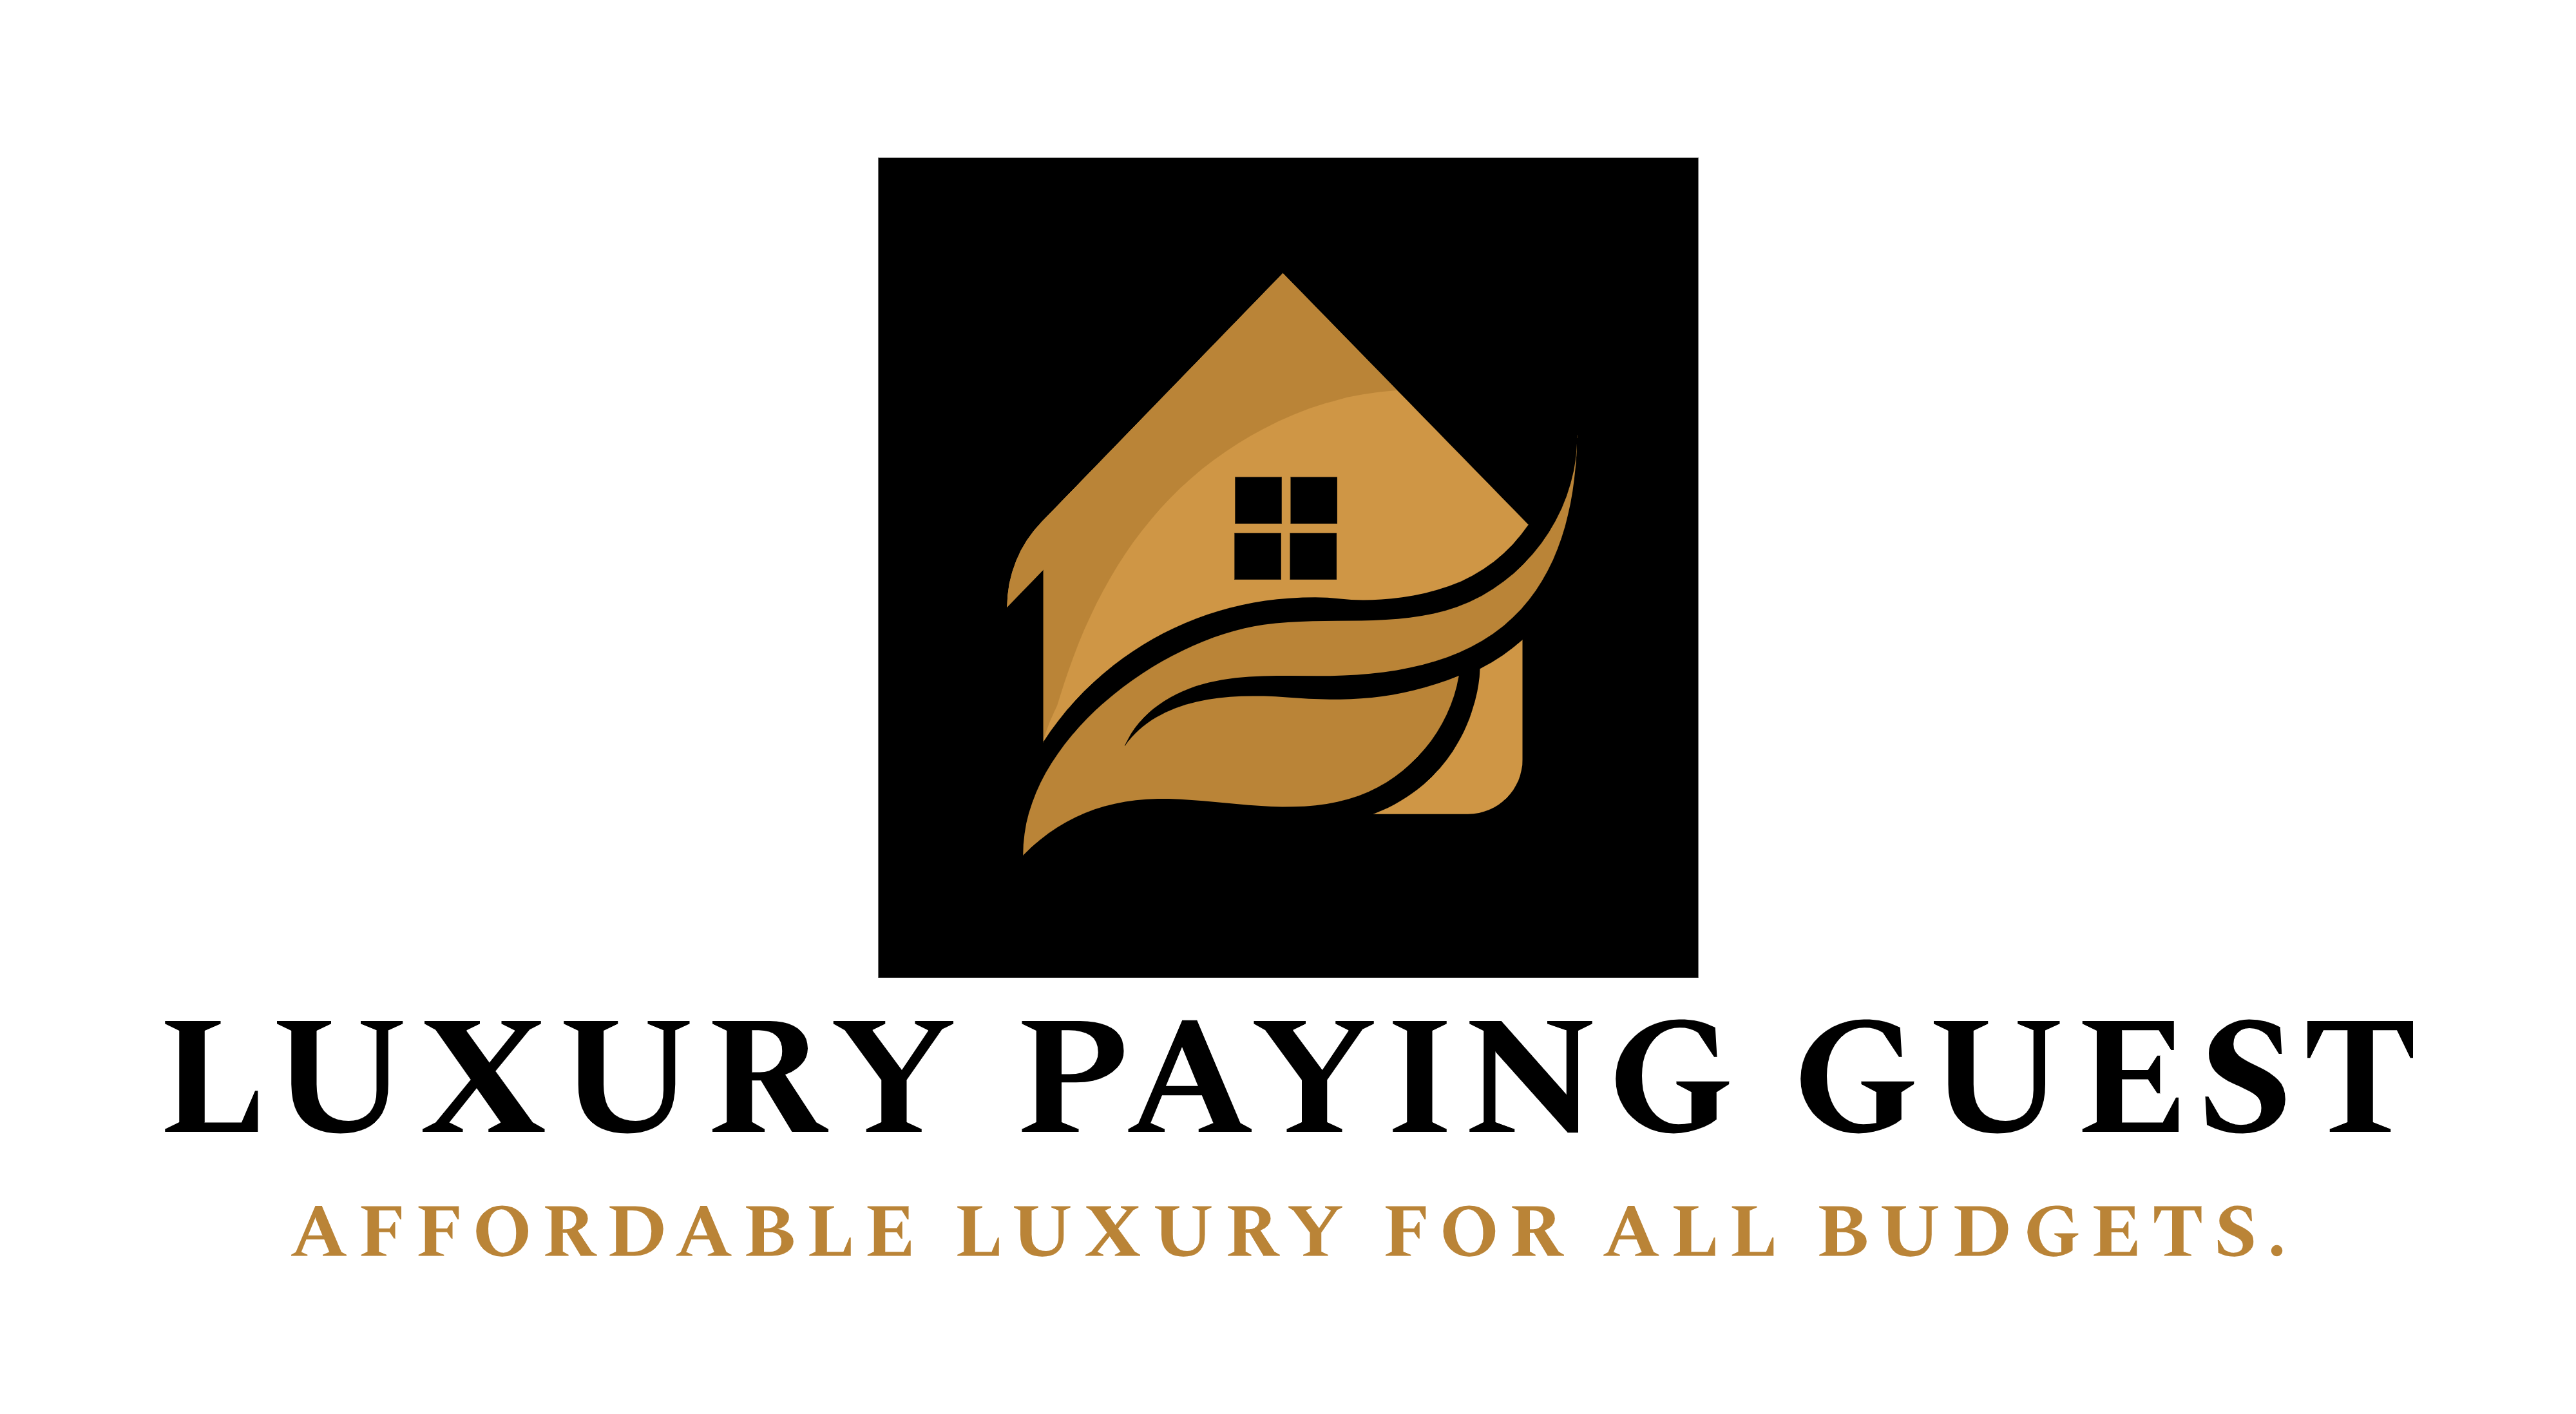 LUXURY PAYING GUEST
AFFORDABLE LUXURY FOR ALL BUDGETS.